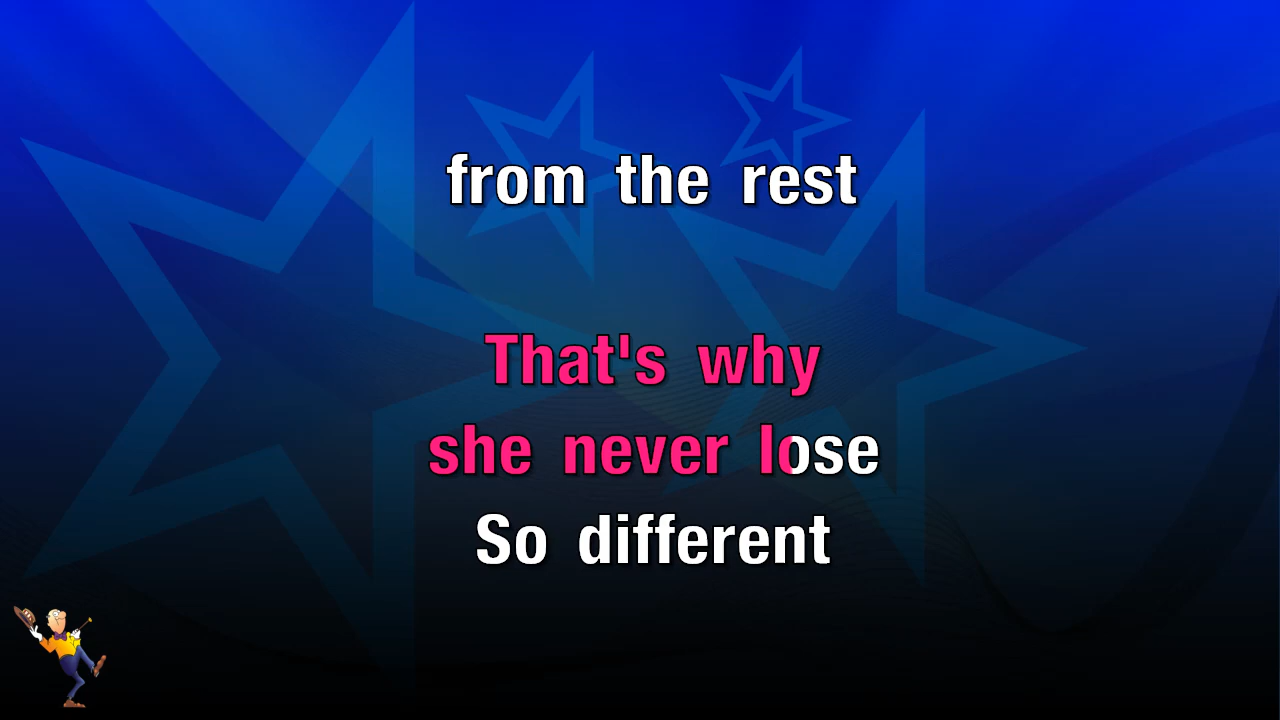 from the rest
That's why
she never lose
So different